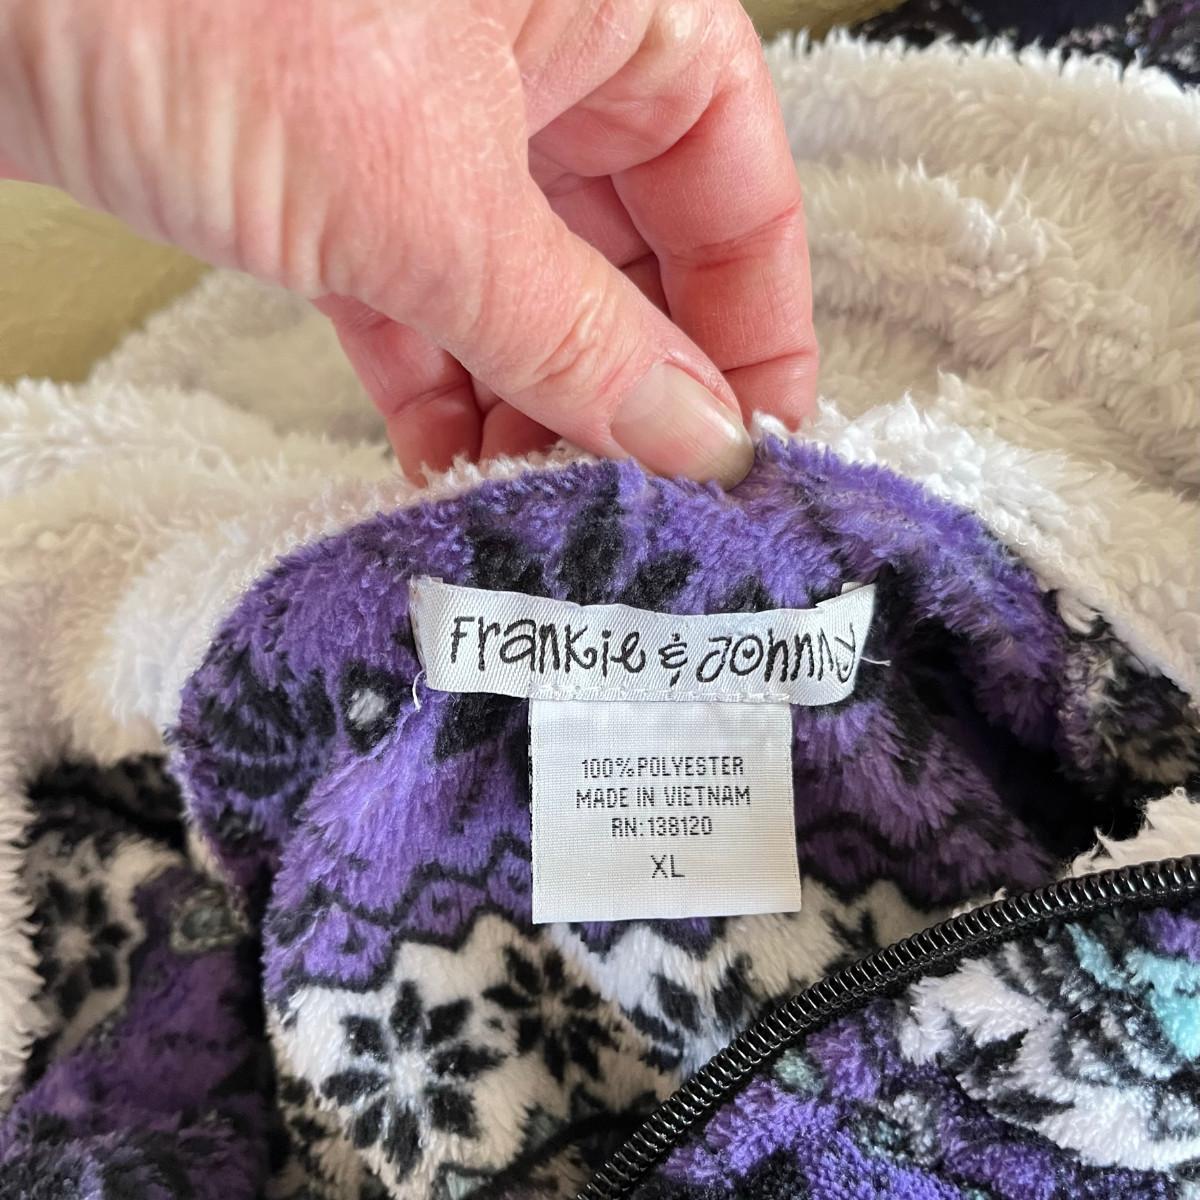 Frankie & Johnny
100% POLYESTER
MADE IN VIETNAM
RN:138120
XL